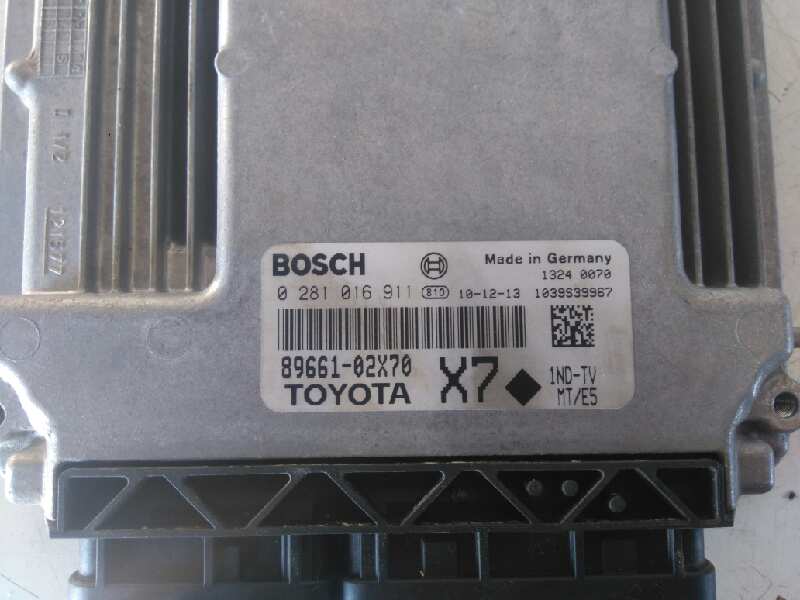 BOSCH
Made in Germany
1324 0070
0 281 016 911 810 10-12-13 1039S39967
89661-02X70
TOYOTA
X7
1ND-TV
MT/E5